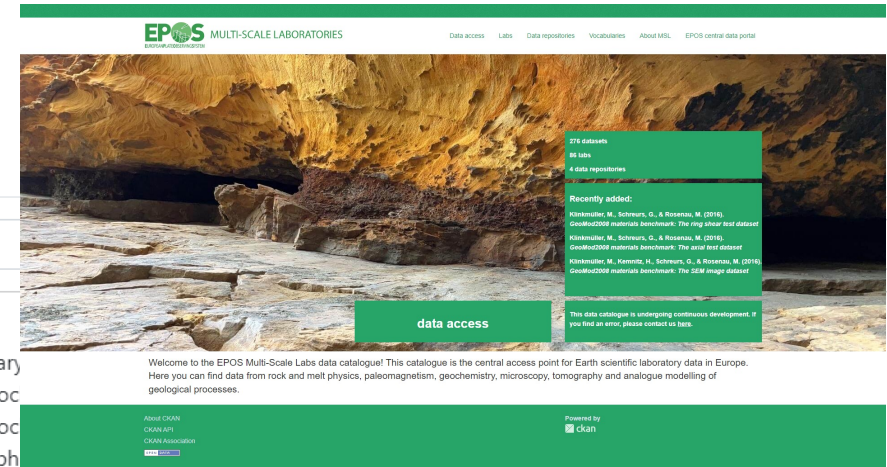 EPOS MULTI-SCALE LABORATORIES
EUROPEAN PLATE OBSERVING SYSTEM
Data access Labs Data repositories Vocabularies About MSL EPOS central data portal
276 datasets
86 labs
4 data repositories
Recently added:
Klinkmüller, M., Schreurs, G., & Rosenau, M. (2016).
GeoMod2008 materials benchmark: The ring shear test dataset
Klinkmüller, M., Schreurs, G., & Rosenau, M. (2016).
GeoMod2008 materials benchmark: The axial test dataset
Klinkmüller, M., Kemnitz, H., Schreurs, G., & Rosenau, M. (2016).
GeoMod2008 materials benchmark: The SEM image dataset
data access
This data catalogue is undergoing continuous development. If
you find an error, please contact us here.
Welcome to the EPOS Multi-Scale Labs data catalogue! This catalogue is the central access point for Earth scientific laboratory data in Europe.
Here you can find data from rock and melt physics, paleomagnetism, geochemistry, microscopy, tomography and analogue modelling of
geological processes.
About CKAN
CKAN API
CKAN Association
Powered by
ckan